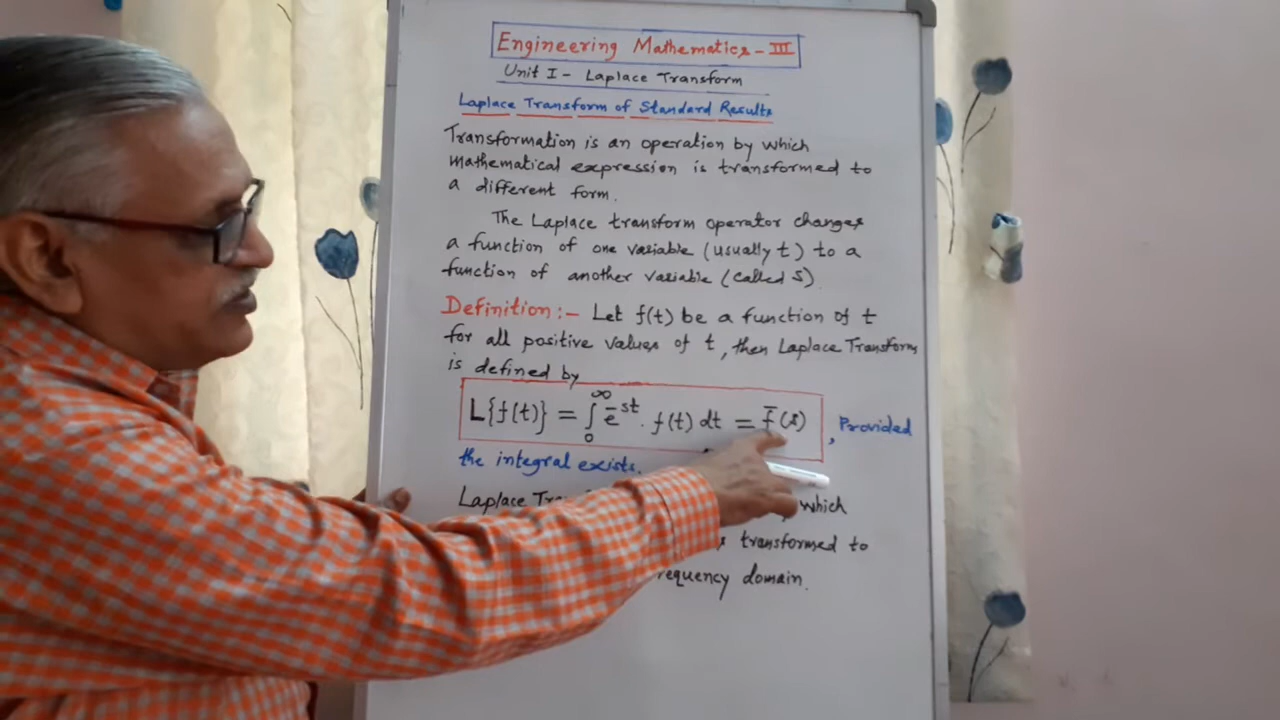 Engineering Mathematics - III
Unit I - Laplace Transform
Laplace Transform of Standard Results
Transformation is an operation by which
mathematical expression is transformed to
a different form.
The Laplace transform operator changes
a function of one variable (usually t) to a
function of another variable (called s)
Definition :- Let f(t) be a function of t
for all positive values of t, then Laplace Transform
is defined by
L{f(t)} = ∫₀^∞ e^{-st} . f(t) dt = f̄(s), Provided
the integral exists.
Laplace which
transformed to
domain.